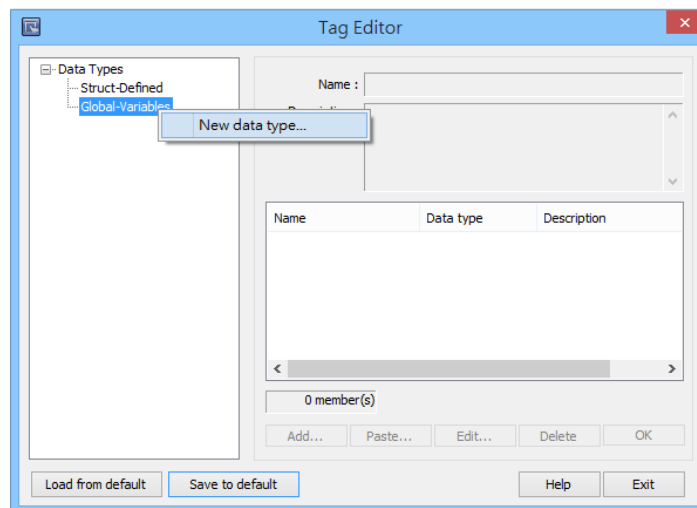 Tag Editor
Data Types
Struct-Defined
Global-Variables
New data type...
Name :
Name Data type Description
0 member(s)
Add... Paste... Edit... Delete OK
Load from default Save to default Help Exit